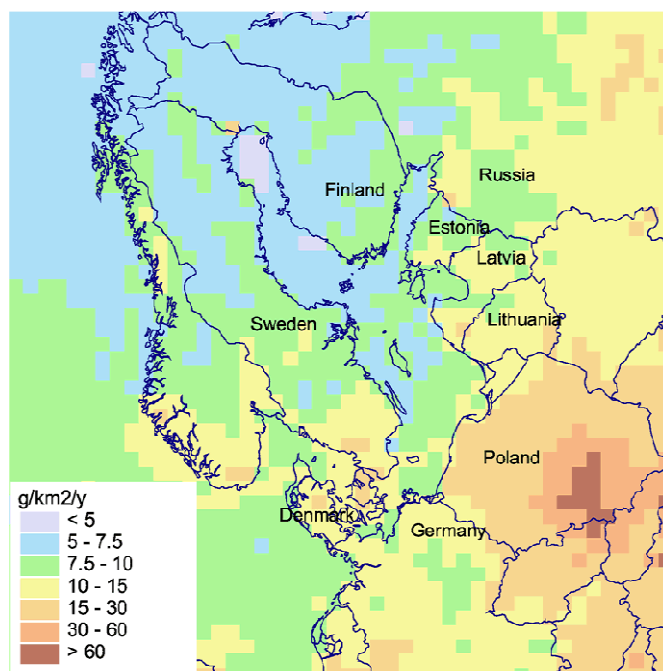 Russia
Finland
Estonia
Latvia
Lithuania
Sweden
Poland
Denmark
Germany
g/km2/y
< 5
5 - 7.5
7.5 - 10
10 - 15
15 - 30
30 - 60
> 60